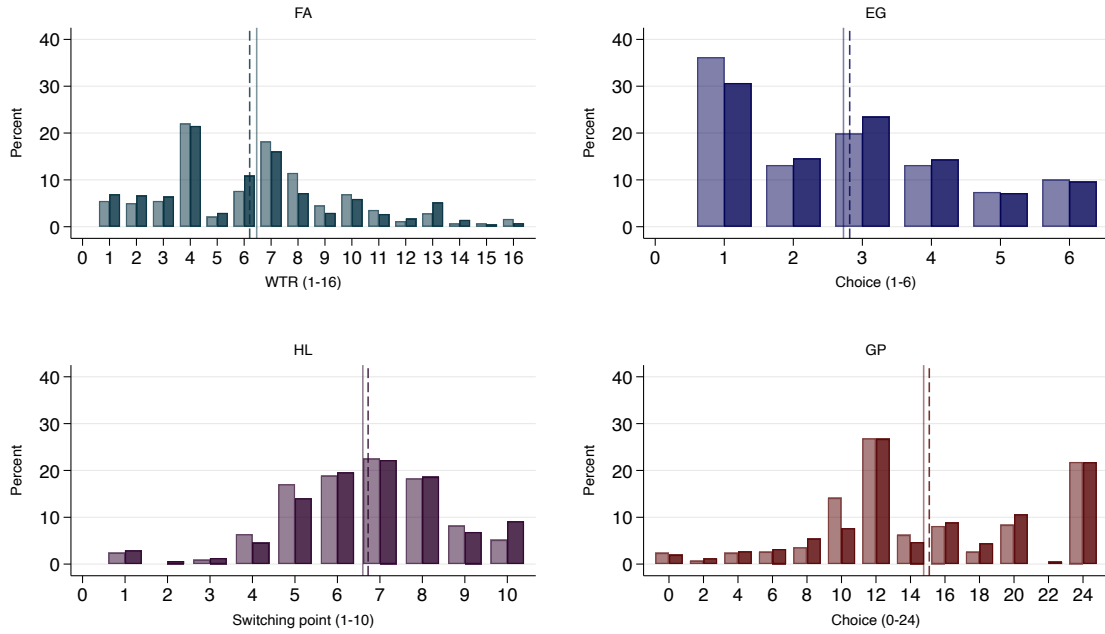 FA
40
30
20
10
0
Percent
0 1 2 3 4 5 6 7 8 9 10 11 12 13 14 15 16
WTR (1-16)
EG
40
30
20
10
0
Percent
0 1 2 3 4 5 6
Choice (1-6)
HL
40
30
20
10
0
Percent
0 1 2 3 4 5 6 7 8 9 10
Switching point (1-10)
GP
40
30
20
10
0
Percent
0 2 4 6 8 10 12 14 16 18 20 22 24
Choice (0-24)